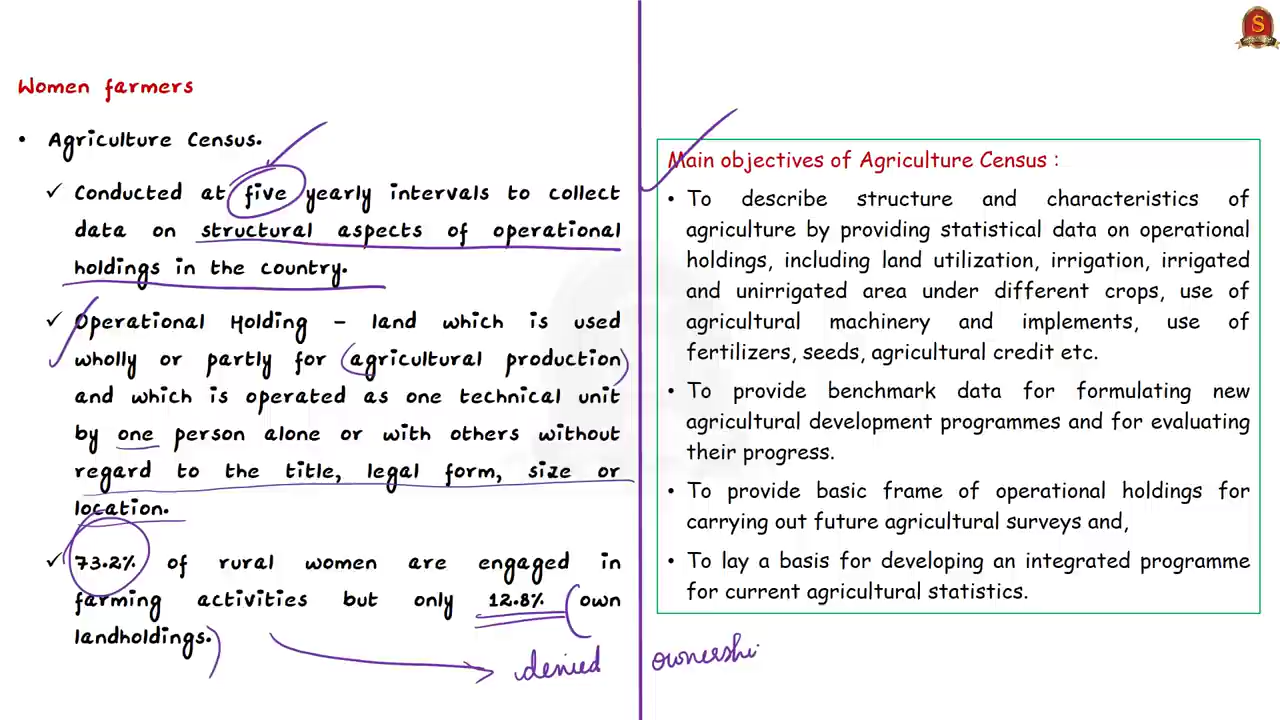 Women farmers
• Agriculture Census.
✓ Conducted at five yearly intervals to collect
data on structural aspects of operational
holdings in the country.
✓ Operational Holding – land which is used
wholly or partly for agricultural production
and which is operated as one technical unit
by one person alone or with others without
regard to the title, legal form, size or
location.
✓ 73.2% of rural women are engaged in
farming activities but only 12.8% own
landholdings.
denied ownershi
Main objectives of Agriculture Census :
• To describe structure and characteristics of
agriculture by providing statistical data on operational
holdings, including land utilization, irrigation, irrigated
and unirrigated area under different crops, use of
agricultural machinery and implements, use of
fertilizers, seeds, agricultural credit etc.
• To provide benchmark data for formulating new
agricultural development programmes and for evaluating
their progress.
• To provide basic frame of operational holdings for
carrying out future agricultural surveys and,
• To lay a basis for developing an integrated programme
for current agricultural statistics.
S